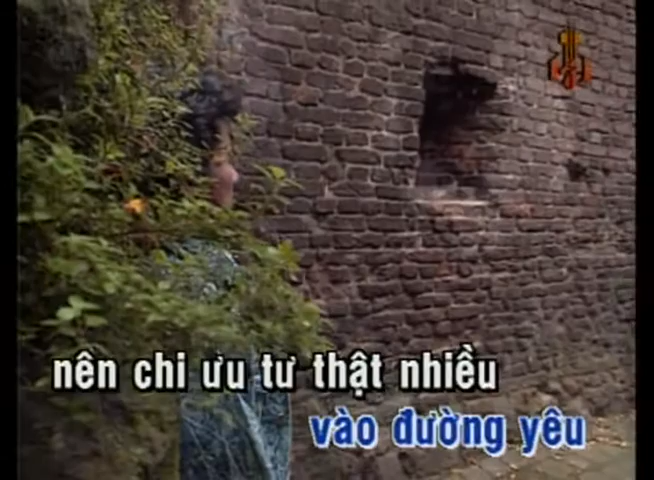 nên chi ưu tư thật nhiều
vào đường yêu